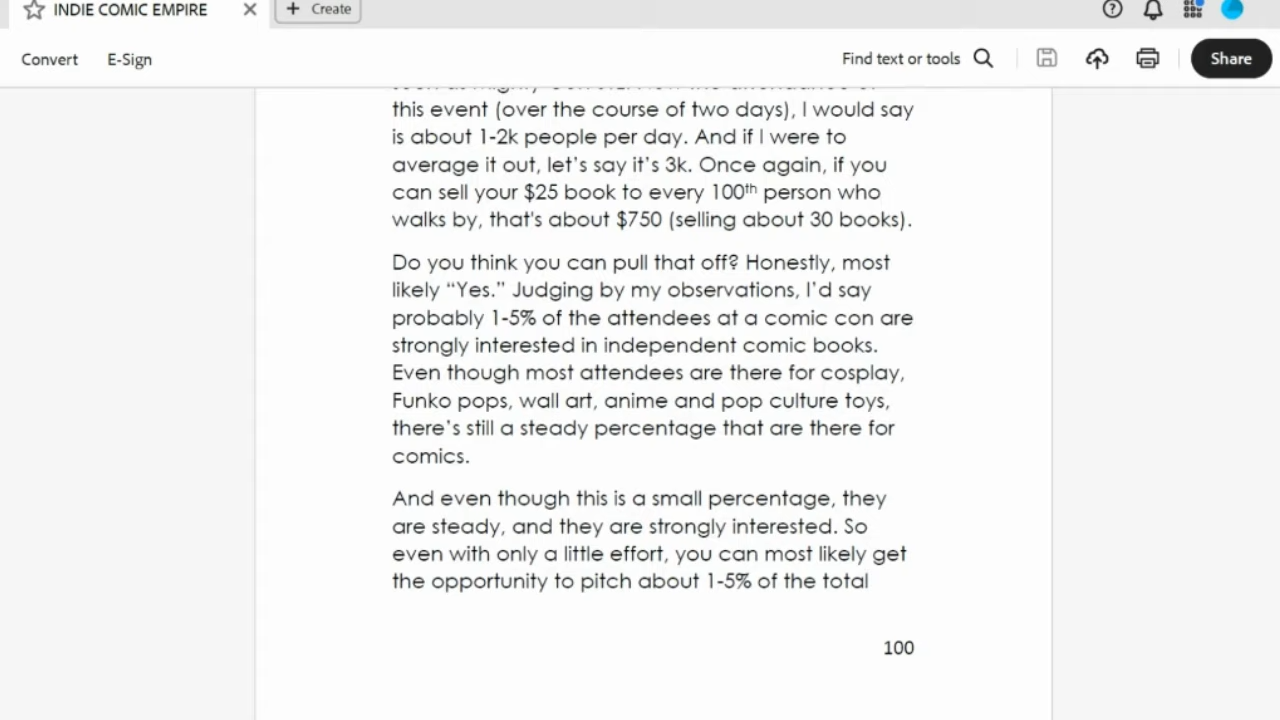 INDIE COMIC EMPIRE
Create
Convert
E-Sign
Find text or tools
Share
this event (over the course of two days), I would say
is about 1-2k people per day. And if I were to
average it out, let's say it's 3k. Once again, if you
can sell your $25 book to every 100th person who
walks by, that's about $750 (selling about 30 books).
Do you think you can pull that off? Honestly, most
likely “Yes.” Judging by my observations, I'd say
probably 1-5% of the attendees at a comic con are
strongly interested in independent comic books.
Even though most attendees are there for cosplay,
Funko pops, wall art, anime and pop culture toys,
there's still a steady percentage that are there for
comics.
And even though this is a small percentage, they
are steady, and they are strongly interested. So
even with only a little effort, you can most likely get
the opportunity to pitch about 1-5% of the total
100